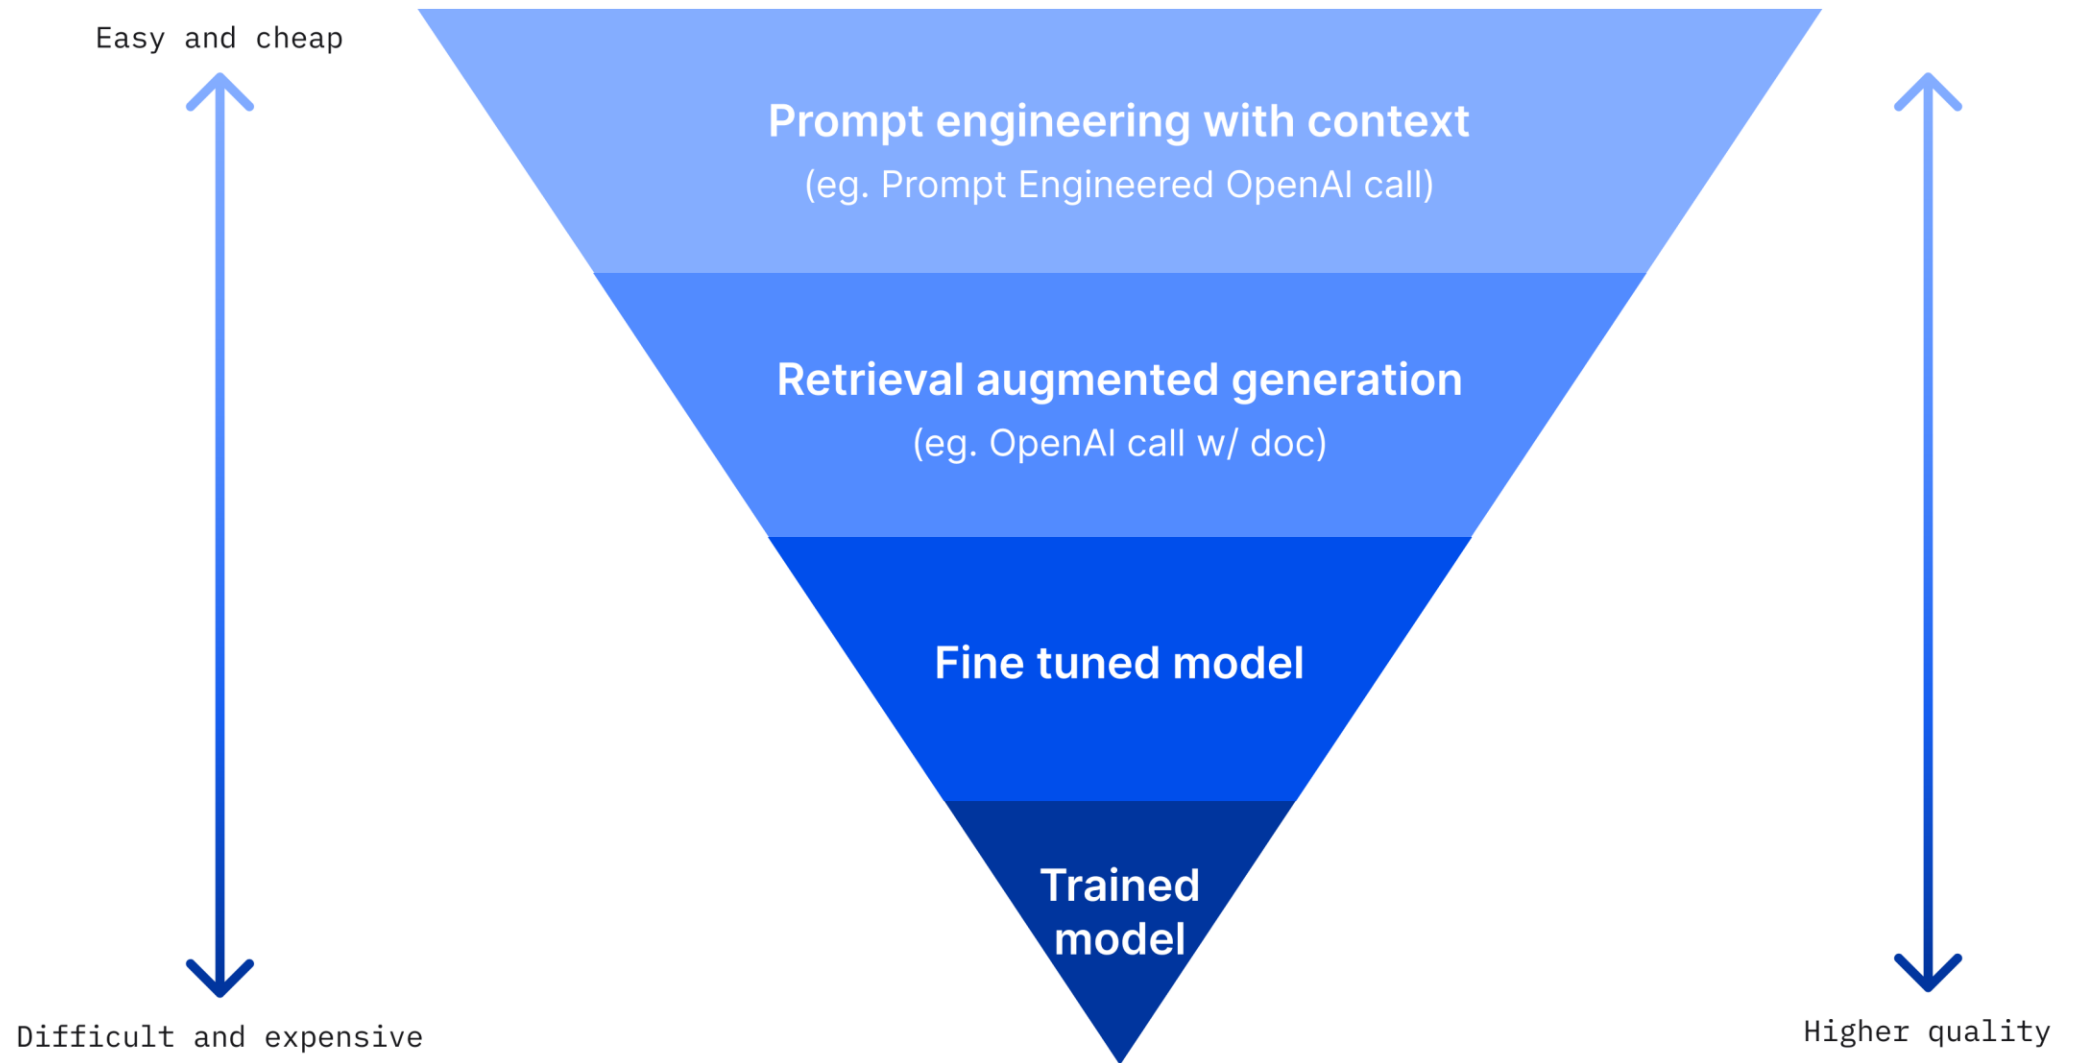 Easy and cheap
Prompt engineering with context
(eg. Prompt Engineered OpenAI call)
Retrieval augmented generation
(eg. OpenAI call w/ doc)
Fine tuned model
Trained
model
Difficult and expensive
Higher quality